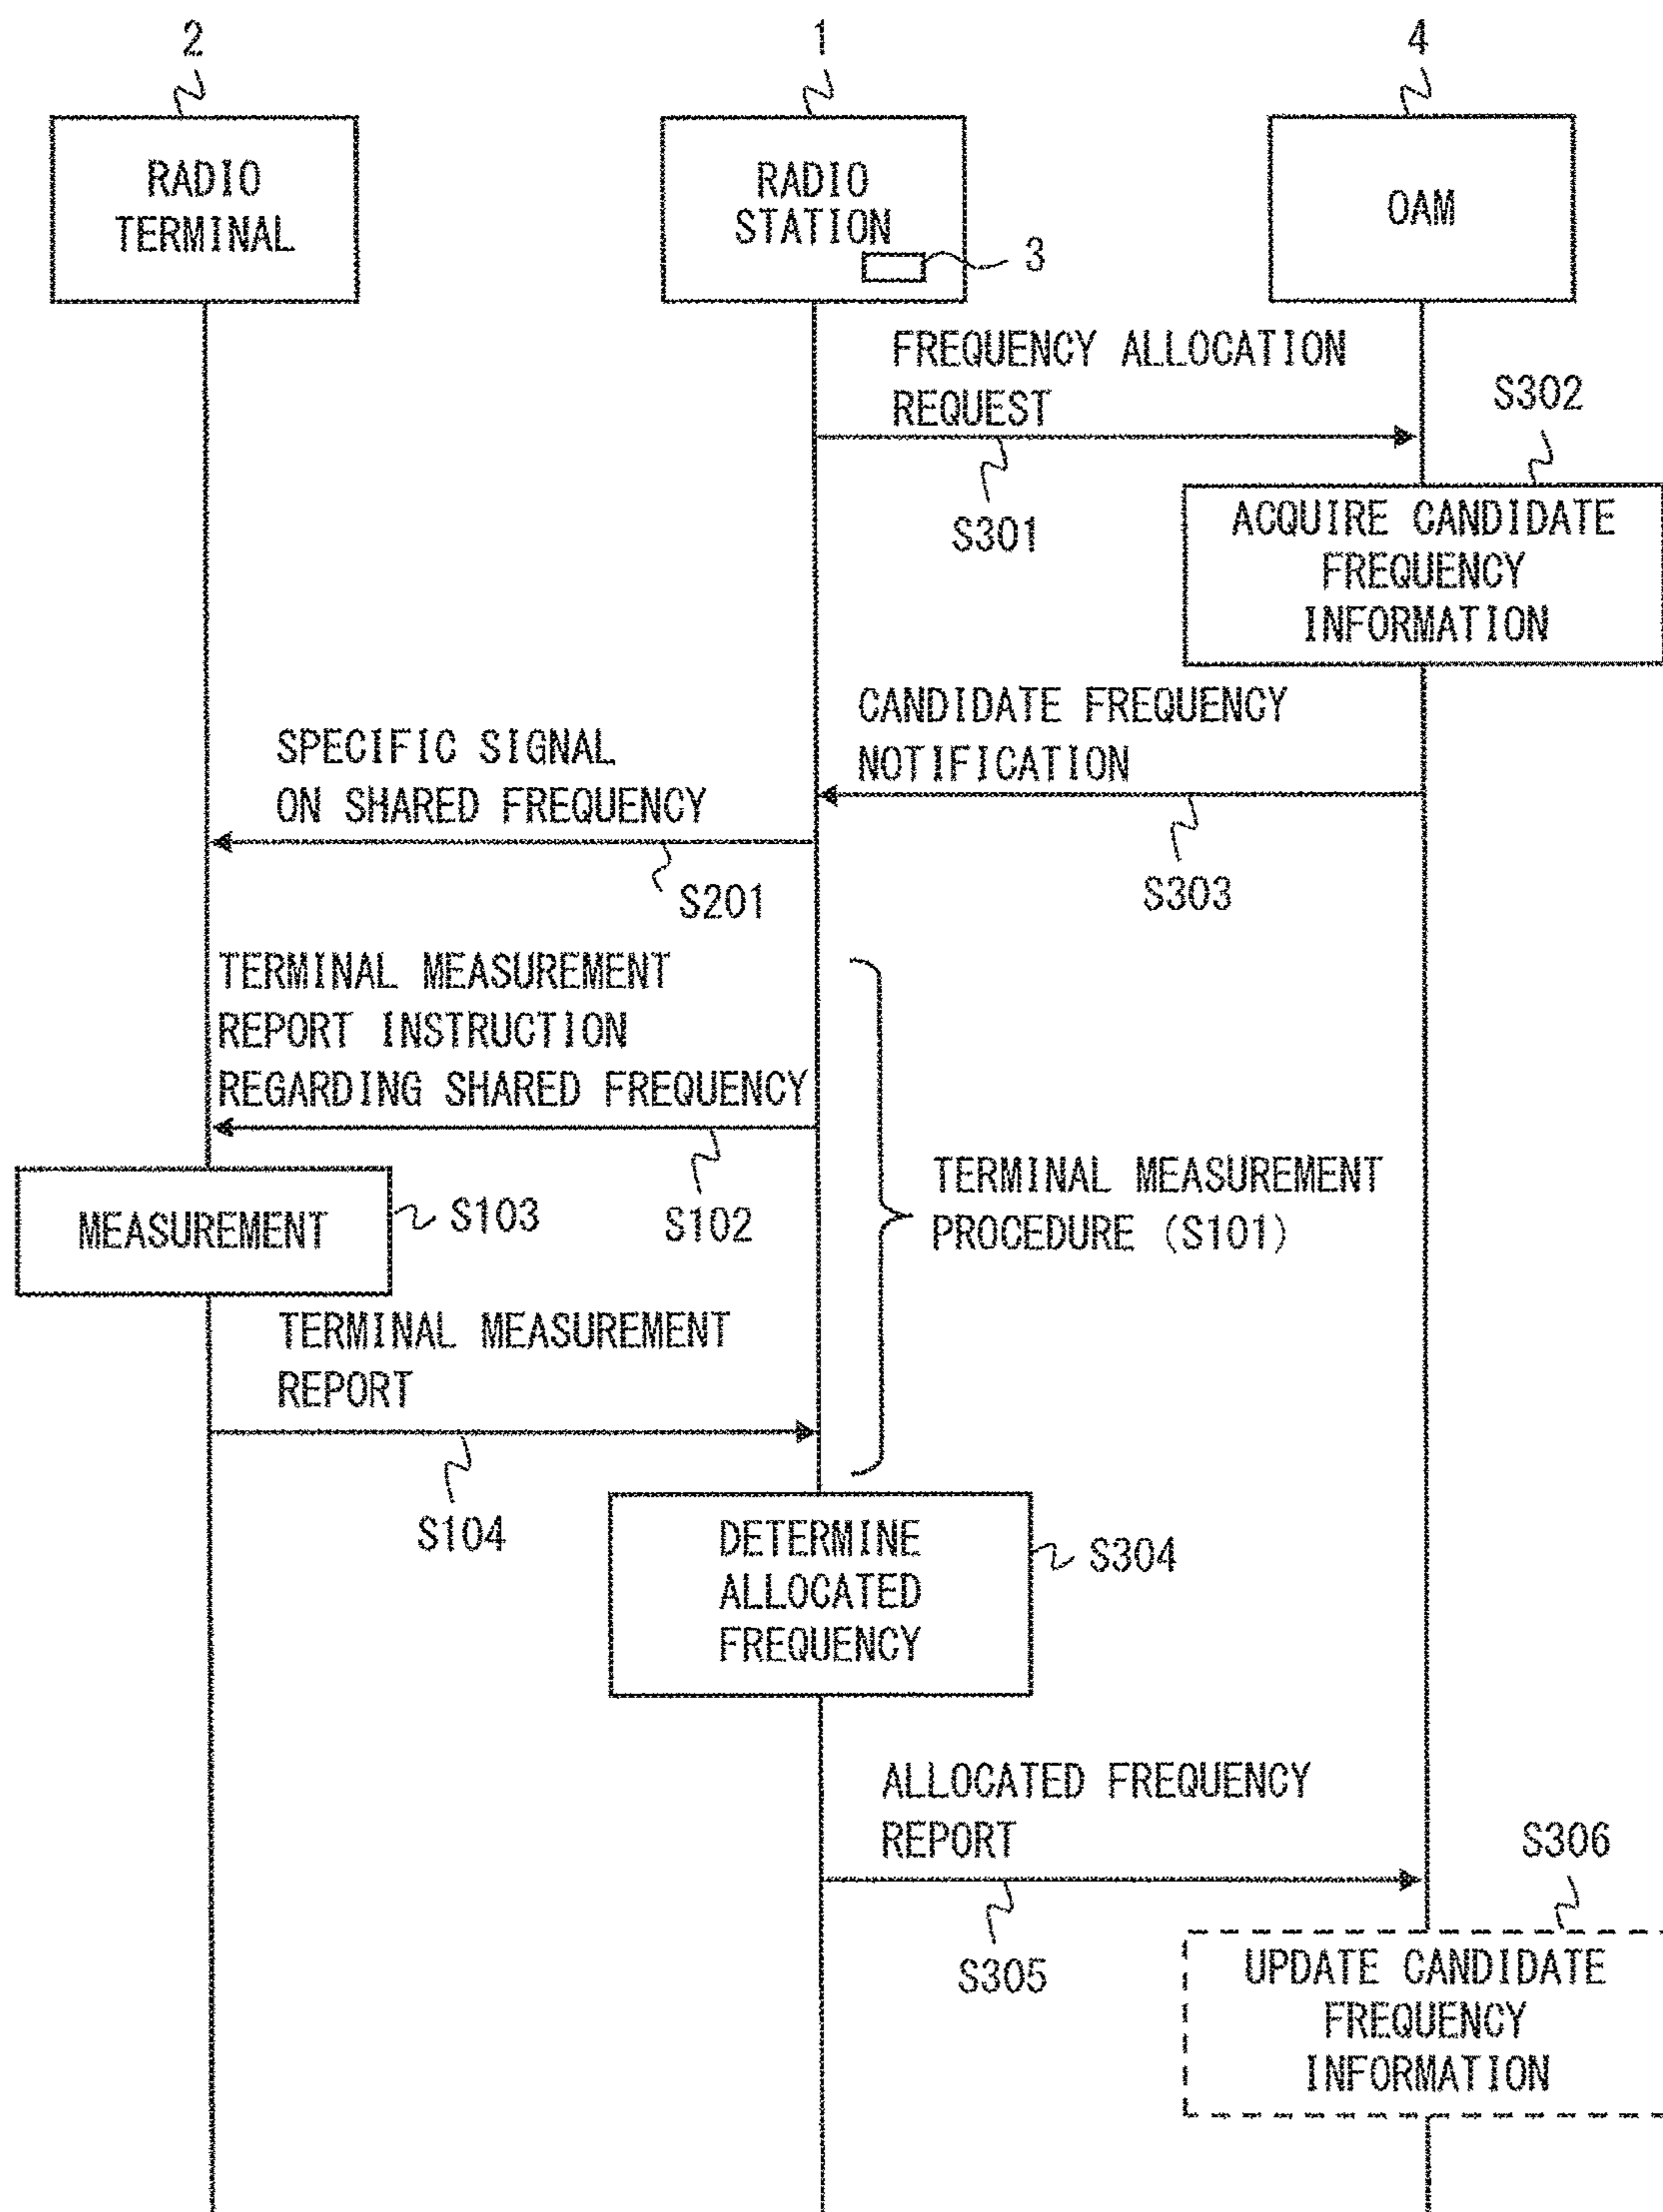 2
1
4
RADIO
TERMINAL
RADIO
STATION
3
OAM
FREQUENCY ALLOCATION
REQUEST
S301
S302
ACQUIRE CANDIDATE
FREQUENCY
INFORMATION
CANDIDATE FREQUENCY
NOTIFICATION
S303
SPECIFIC SIGNAL
ON SHARED FREQUENCY
S201
TERMINAL MEASUREMENT
REPORT INSTRUCTION
REGARDING SHARED FREQUENCY
S102
MEASUREMENT
S103
TERMINAL MEASUREMENT
PROCEDURE (S101)
TERMINAL MEASUREMENT
REPORT
S104
DETERMINE
ALLOCATED
FREQUENCY
S304
ALLOCATED FREQUENCY
REPORT
S305
S306
UPDATE CANDIDATE
FREQUENCY
INFORMATION